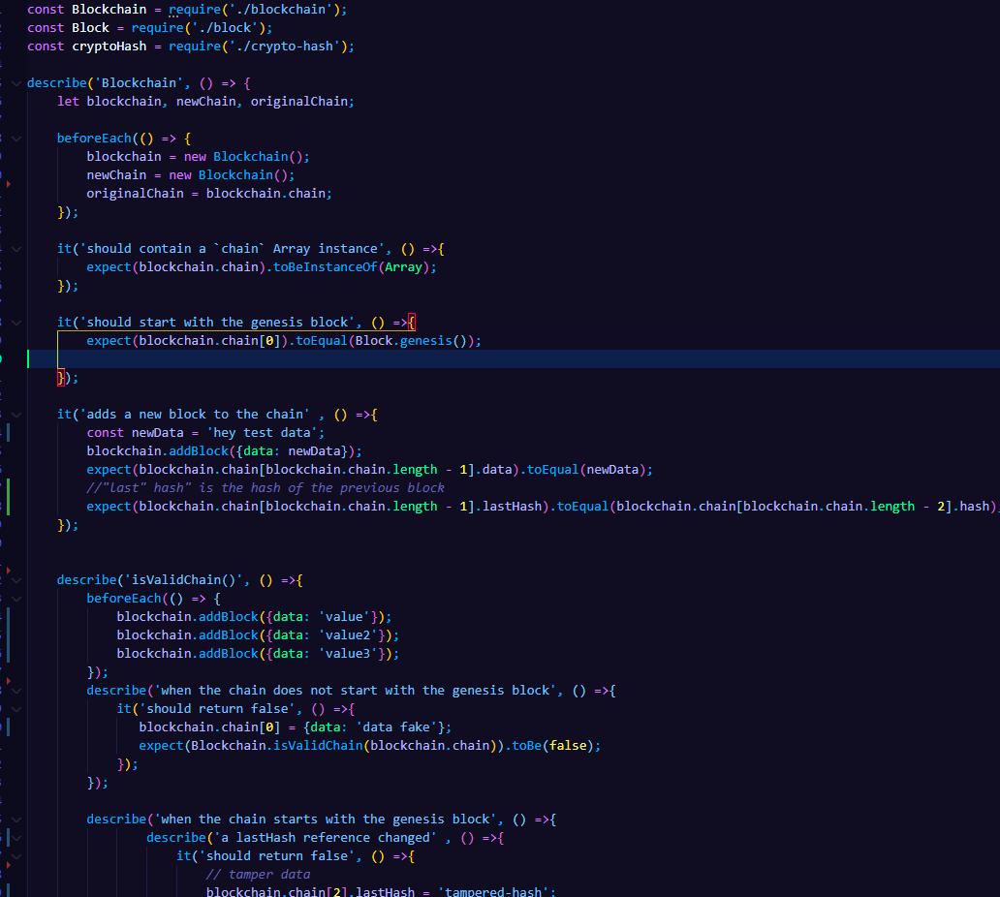 const Blockchain = require('./blockchain');
const Block = require('./block');
const cryptoHash = require('./crypto-hash');
describe('Blockchain', () => {
let blockchain, newChain, originalChain;
beforeEach(() => {
blockchain = new Blockchain();
newChain = new Blockchain();
originalChain = blockchain.chain;
});
it('should contain a `chain` Array instance', () =>{
expect(blockchain.chain).toBeInstanceOf(Array);
});
it('should start with the genesis block', () =>{
expect(blockchain.chain[0]).toEqual(Block.genesis());
});
it('adds a new block to the chain' , () =>{
const newData = 'hey test data';
blockchain.addBlock({data: newData});
expect(blockchain.chain[blockchain.chain.length - 1].data).toEqual(newData);
//"last" hash" is the hash of the previous block
expect(blockchain.chain[blockchain.chain.length - 1].lastHash).toEqual(blockchain.chain[blockchain.chain.length - 2].hash)
});
describe('isValidChain()', () =>{
beforeEach(() => {
blockchain.addBlock({data: 'value'});
blockchain.addBlock({data: 'value2'});
blockchain.addBlock({data: 'value3'});
});
describe('when the chain does not start with the genesis block', () =>{
it('should return false', () =>{
blockchain.chain[0] = {data: 'data fake'};
expect(Blockchain.isValidChain(blockchain.chain)).toBe(false);
});
});
describe('when the chain starts with the genesis block', () =>{
describe('a lastHash reference changed' , () =>{
it('should return false', () =>{
// tamper data
blockchain.chain[2].lastHash = 'tampered-hash';